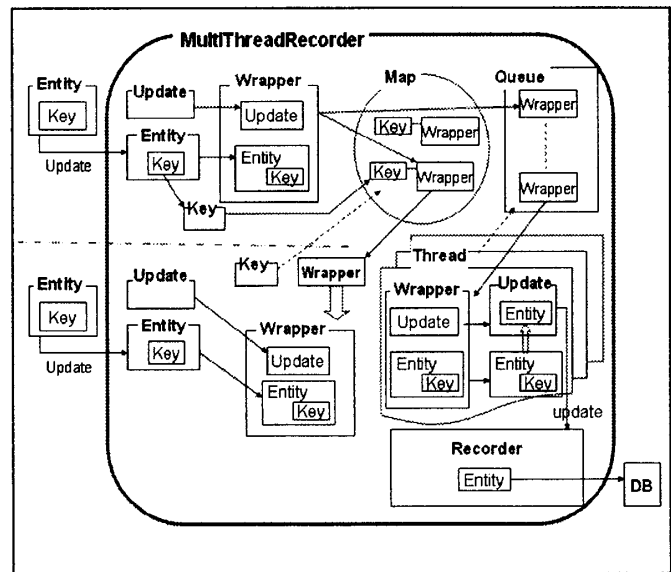 MultiThreadRecorder
Entity
Key
Update
Update
Entity
Key
Key
Wrapper
Update
Entity
Key
Map
Key
Wrapper
Key
Wrapper
Queue
Wrapper
Wrapper
Entity
Key
Update
Update
Entity
Key
Key
Wrapper
Wrapper
Update
Entity
Key
Thread
Wrapper
Update
Entity
Key
Update
Entity
Entity
Key
update
Recorder
Entity
DB